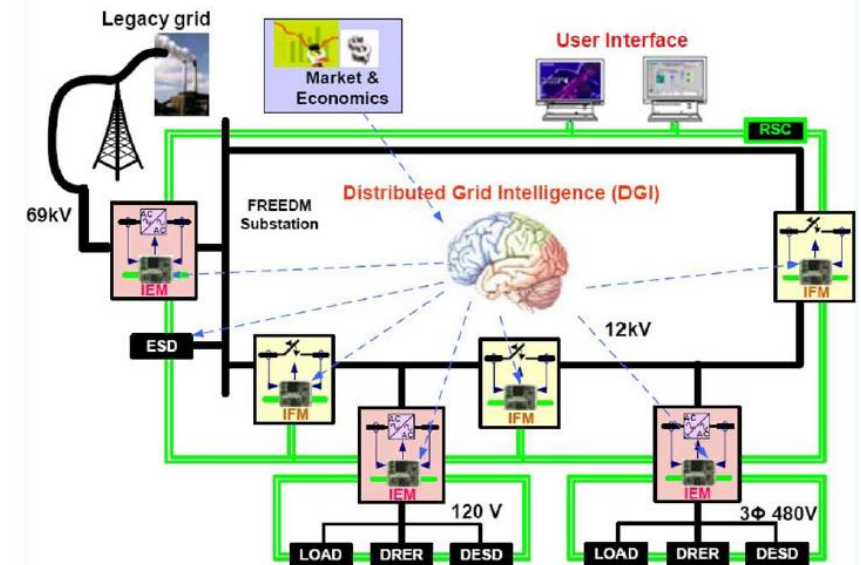 Legacy grid
Market &
Economics
User Interface
RSC
69kV
FREEDM
Substation
Distributed Grid Intelligence (DGI)
AC
AC
IEM
IFM
ESD
12kV
IFM
IFM
AC
AC
IEM
AC
AC
IEM
120 V
3Φ 480V
LOAD
DRER
DESD
LOAD
DRER
DESD